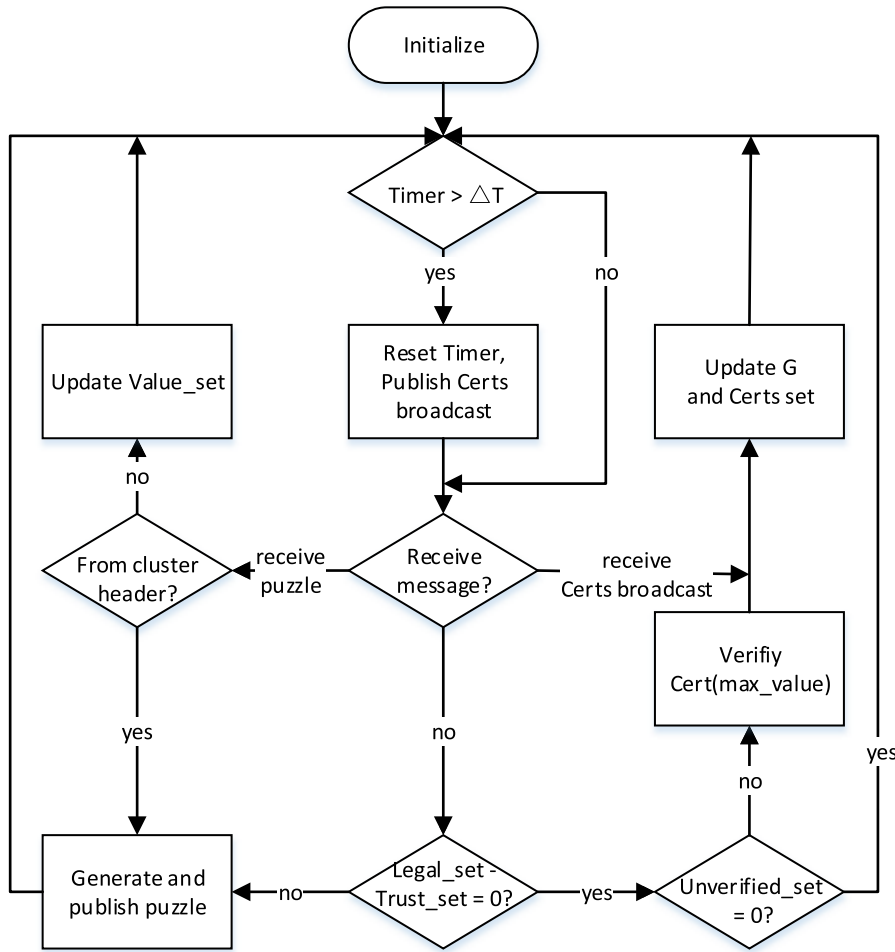 Initialize
Timer > △T
yes
no
Reset Timer,
Publish Certs
broadcast
Update Value_set
Update G
and Certs set
no
From cluster
header?
receive
puzzle
Receive
message?
receive
Certs broadcast
Verifiy
Cert(max_value)
yes
no
no
yes
Generate and
publish puzzle
no
Legal_set -
Trust_set = 0?
yes
Unverified_set
= 0?